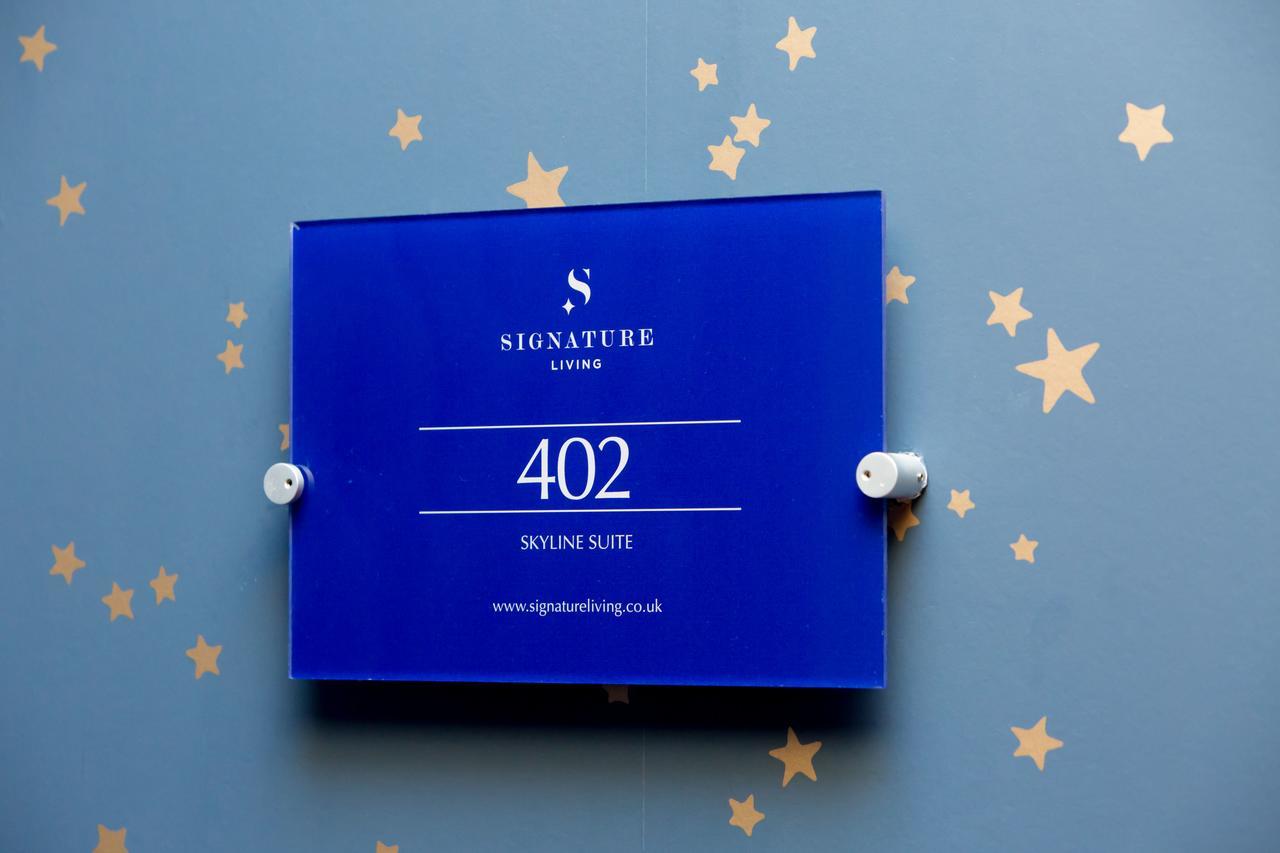 S
SIGNATURE
LIVING
402
SKYLINE SUITE
www.signatureliving.co.uk